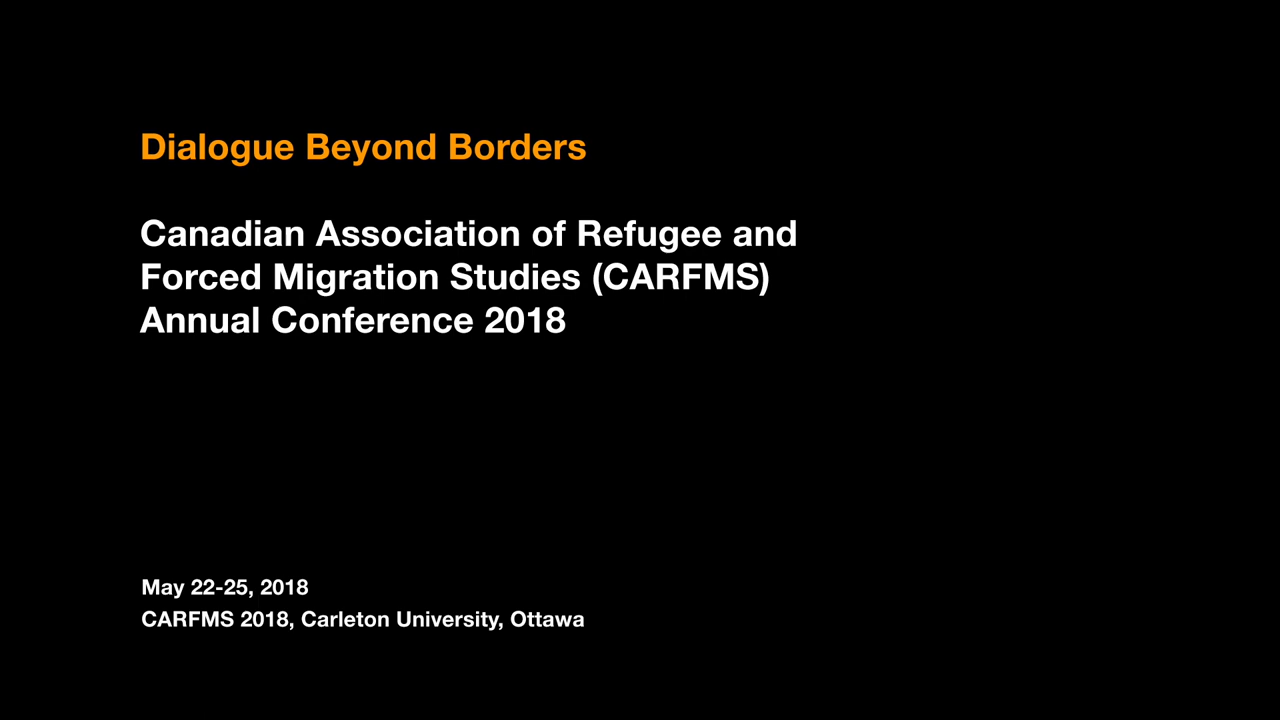 Dialogue Beyond Borders
Canadian Association of Refugee and
Forced Migration Studies (CARFMS)
Annual Conference 2018
May 22-25, 2018
CARFMS 2018, Carleton University, Ottawa